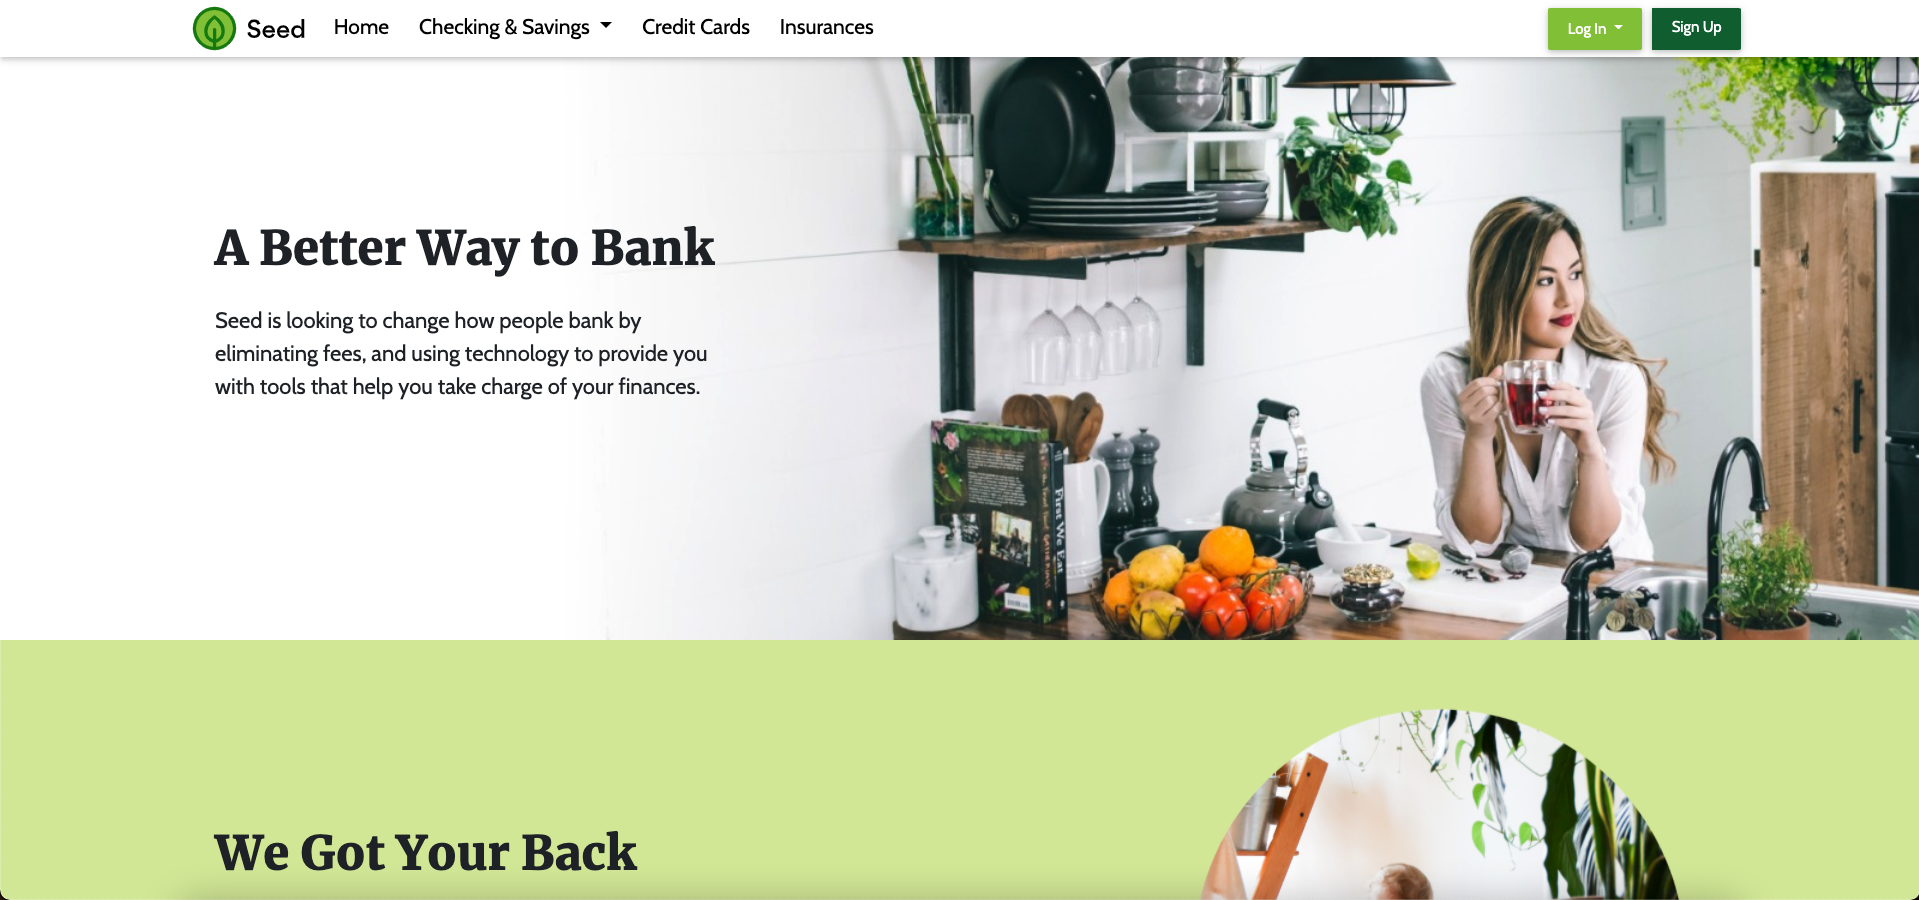 Seed
Home
Checking & Savings
Credit Cards
Insurances
Log In
Sign Up
A Better Way to Bank
Seed is looking to change how people bank by
eliminating fees, and using technology to provide you
with tools that help you take charge of your finances.
First We Eat
We Got Your Back